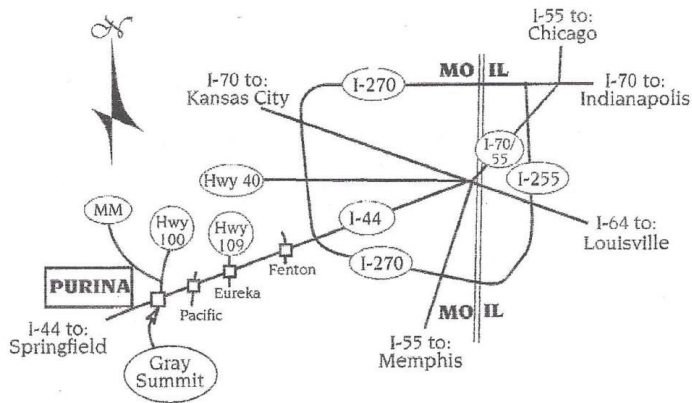 I-55 to:
Chicago
I-70 to:
Kansas City
I-270
MO
IL
I-70 to:
Indianapolis
I-70/
55
Hwy 40
I-255
MM
Hwy
100
Hwy
109
I-44
I-64 to:
Louisville
Fenton
I-270
PURINA
Eureka
Pacific
MO
IL
I-44 to:
Springfield
I-55 to:
Memphis
Gray
Summit